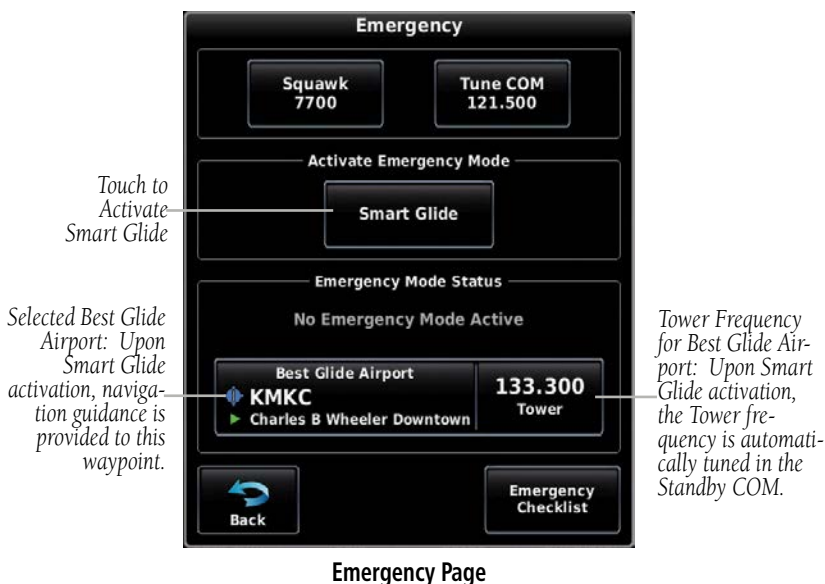 Emergency
Squawk
7700
Tune COM
121.500
Activate Emergency Mode
Touch to
Activate
Smart Glide
Smart Glide
Emergency Mode Status
No Emergency Mode Active
Selected Best Glide
Airport: Upon
Smart Glide
activation, naviga-
tion guidance is
provided to this
waypoint.
Best Glide Airport
KMKC
Charles B Wheeler Downtown
133.300
Tower
Tower Frequency
for Best Glide Air-
port: Upon Smart
Glide activation,
the Tower fre-
quency is automati-
cally tuned in the
Standby COM.
Back
Emergency
Checklist
Emergency Page